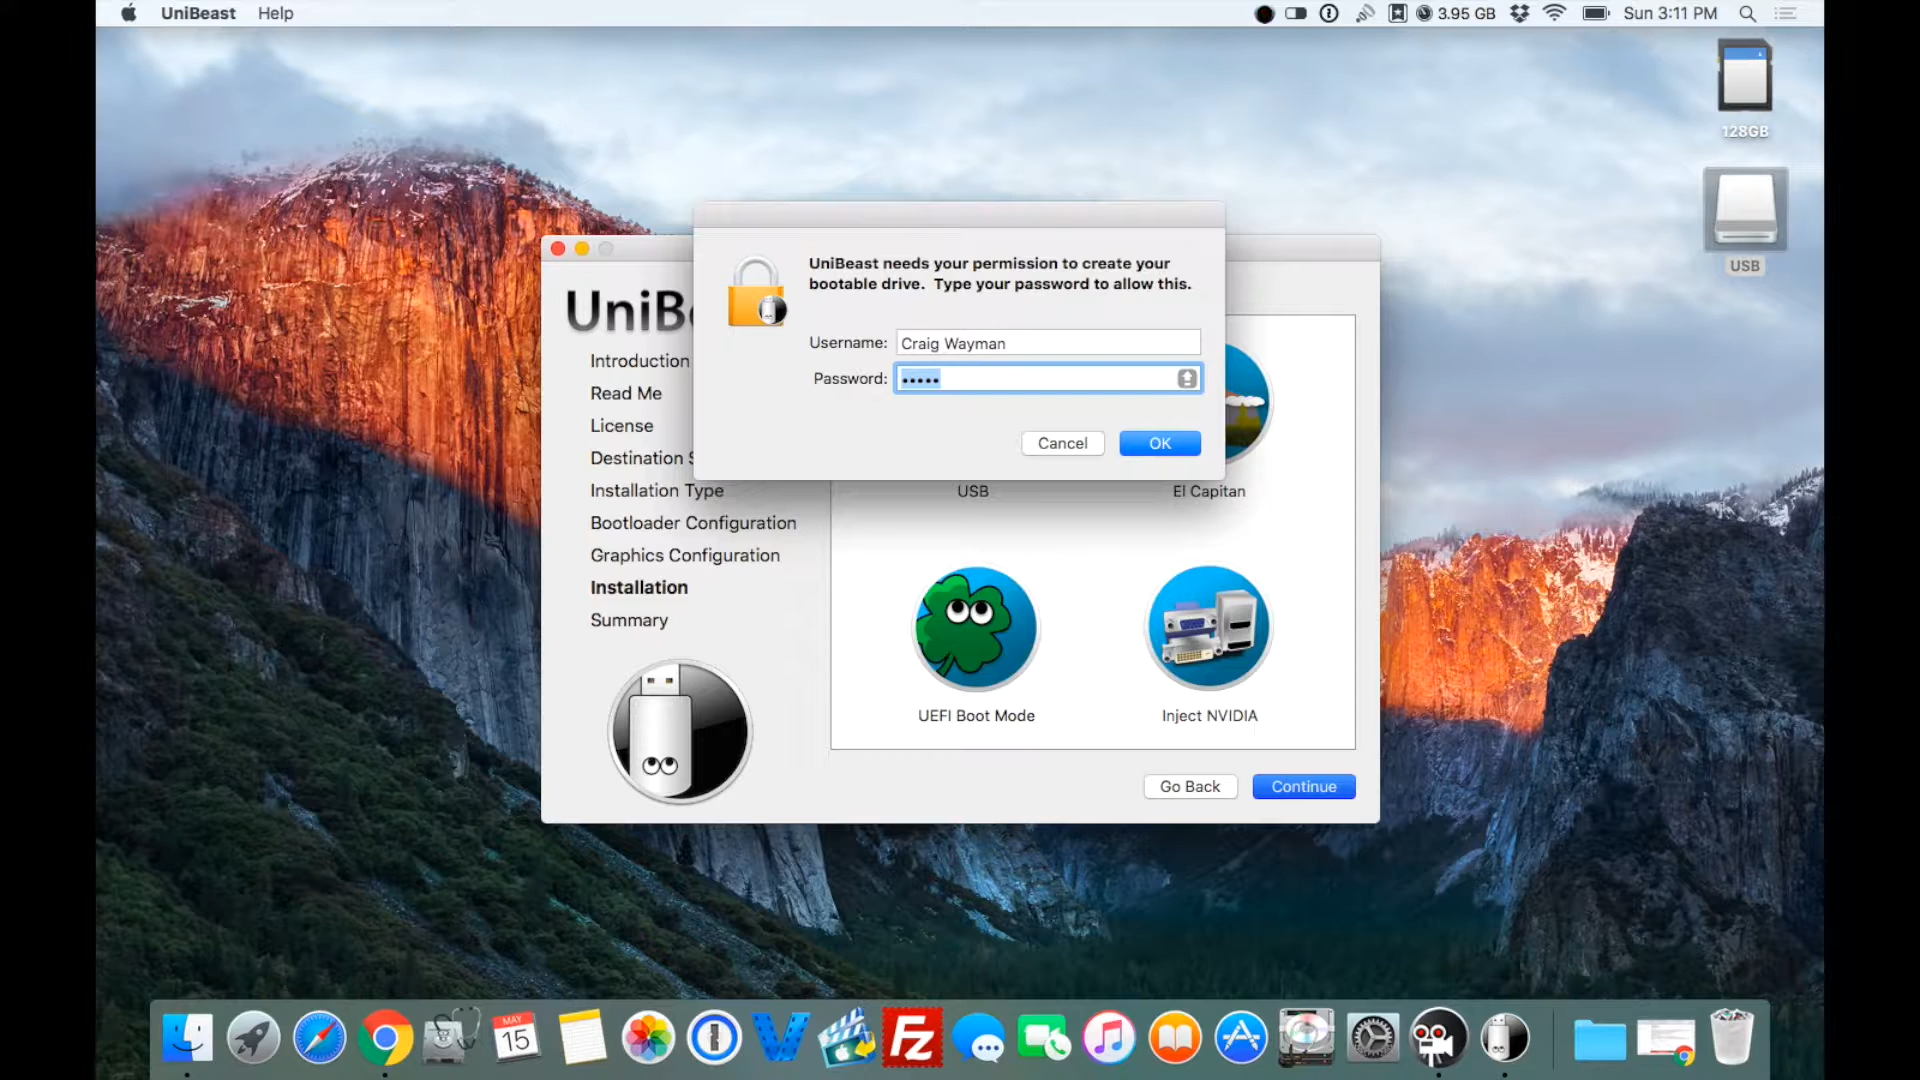 UniBeast Help 3.95 GB Sun 3:11 PM
128GB
USB
UniBeast needs your permission to create your
bootable drive. Type your password to allow this.
Username: Craig Wayman
Password: •••••
Cancel OK
UniB
Introduction
Read Me
License
Destination S
Installation Type
Bootloader Configuration
Graphics Configuration
Installation
Summary
USB El Capitan
UEFI Boot Mode Inject NVIDIA
Go Back Continue
MAY
15
FZ